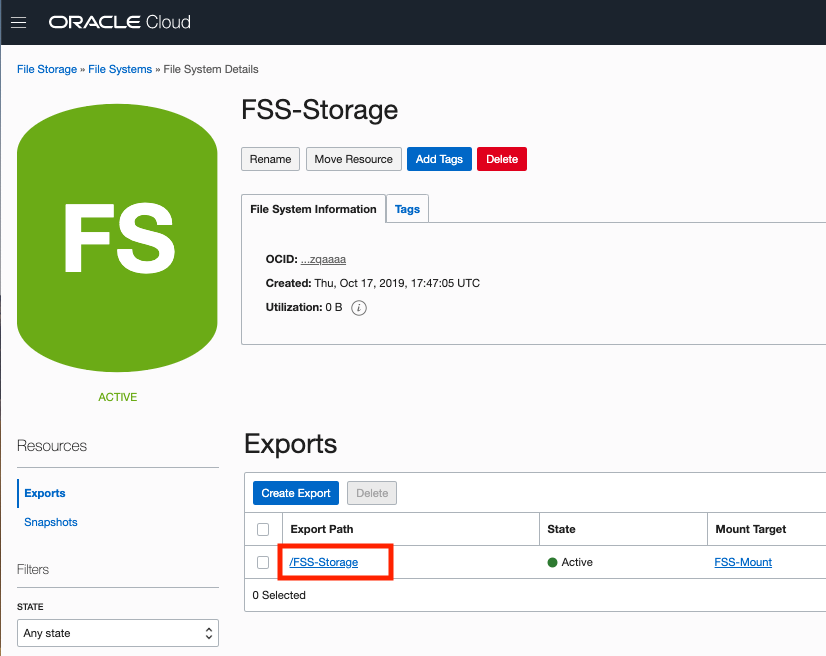 ORACLE Cloud
File Storage » File Systems » File System Details
FS
ACTIVE
FSS-Storage
Rename Move Resource Add Tags Delete
File System Information Tags
OCID: ...zqaaaa
Created: Thu, Oct 17, 2019, 17:47:05 UTC
Utilization: 0 B i
Resources
Exports
Snapshots
Filters
STATE
Any state
Exports
Create Export Delete
Export Path State Mount Target
/FSS-Storage Active FSS-Mount
0 Selected